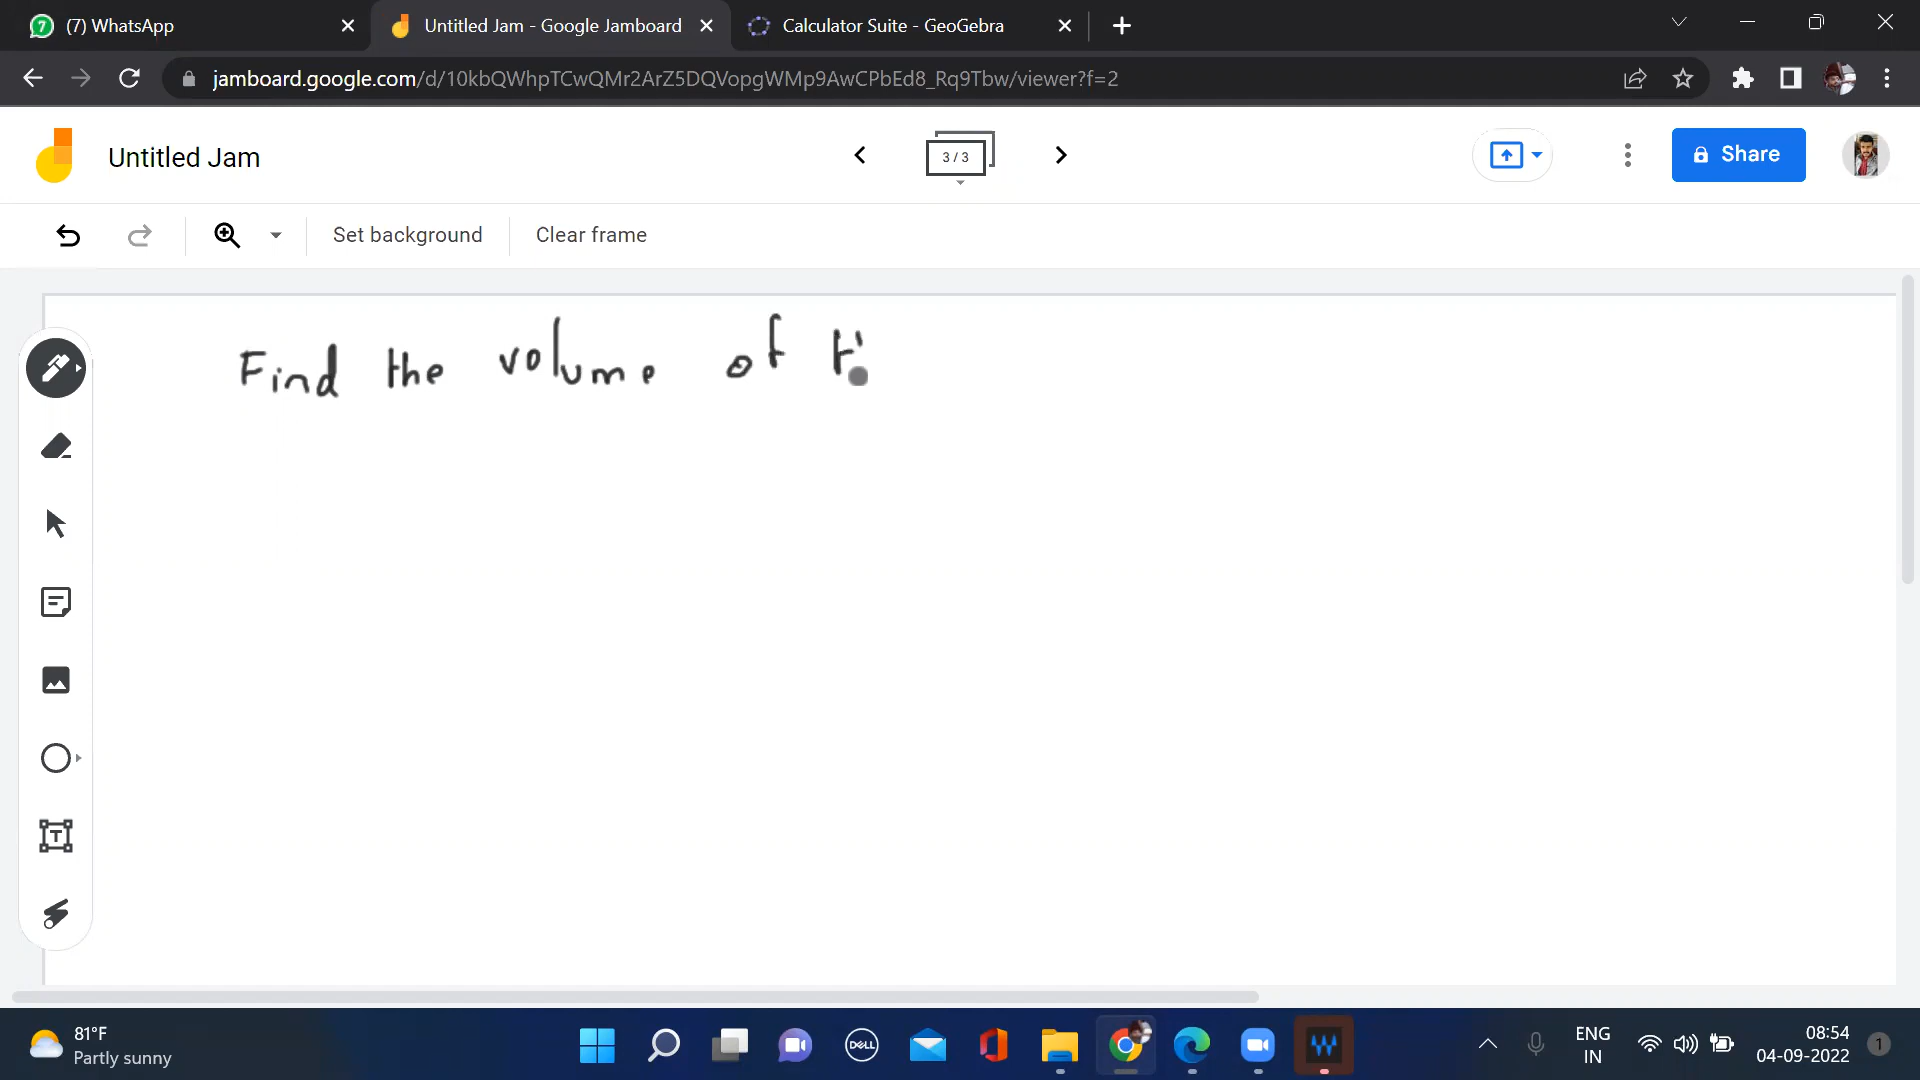 (7) WhatsApp
Untitled Jam - Google Jamboard
Calculator Suite - GeoGebra
jamboard.google.com/d/10kbQWhpTCwQMr2ArZ5DQVopgWMp9AwCPbEd8_Rq9Tbw/viewer?f=2
Untitled Jam
3 / 3
Share
Set background
Clear frame
Find the volume of
81°F
Partly sunny
DELL
ENG
IN
08:54
04-09-2022
1